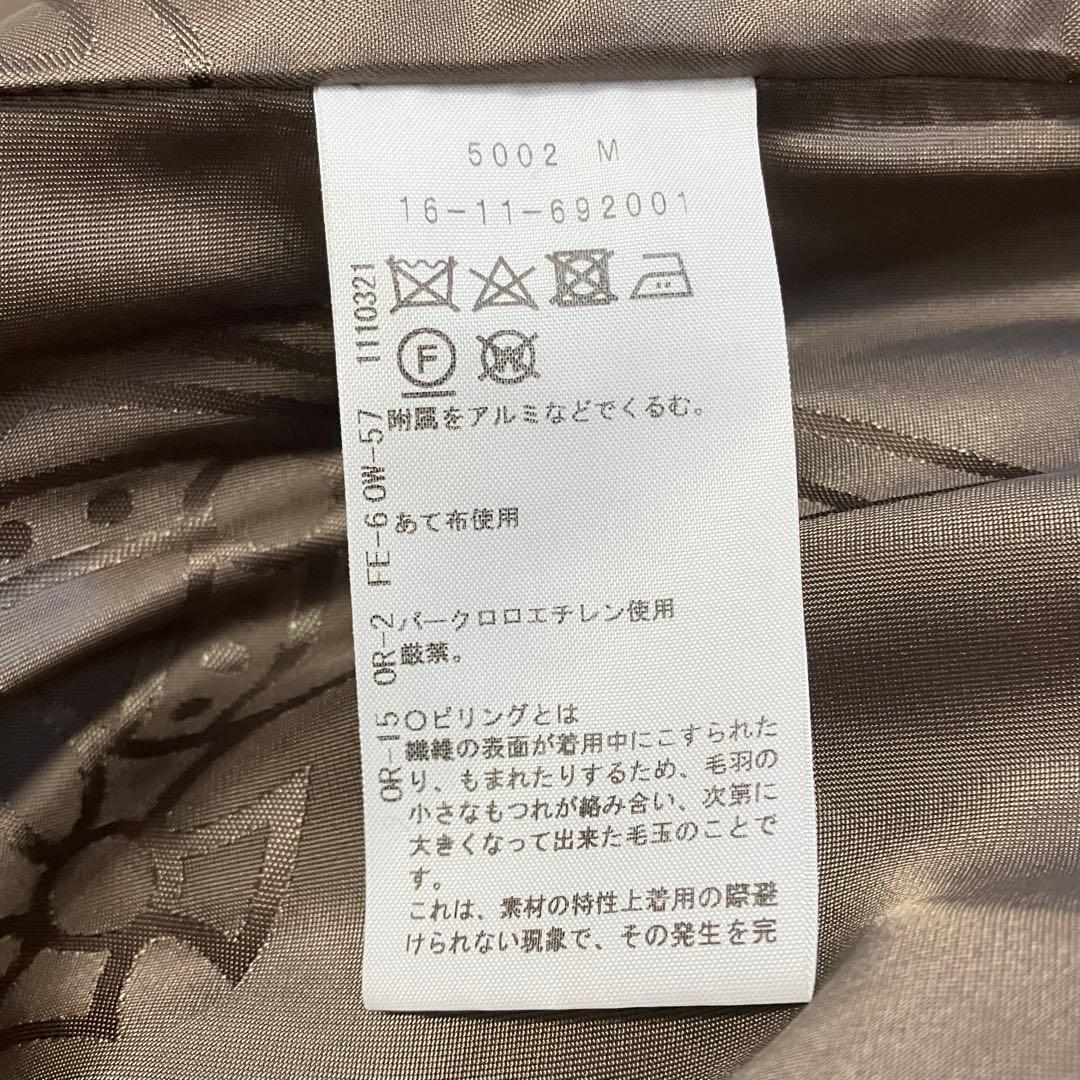 5002 M
16-11-692001
1110321
F
W
附属をアルミなどでくるむ。
OW-57
あて布使用
FE-6
パークロロエチレン使用
厳禁。
OR-2
OR-15
○ピリングとは
繊維の表面が着用中にこすられた
り、もまれたりするため、毛羽の
小さなもつれが絡み合い、次第に
大きくなって出来た毛玉のことで
す。
これは、素材の特性上着用の際避
けられない現象で、その発生を完